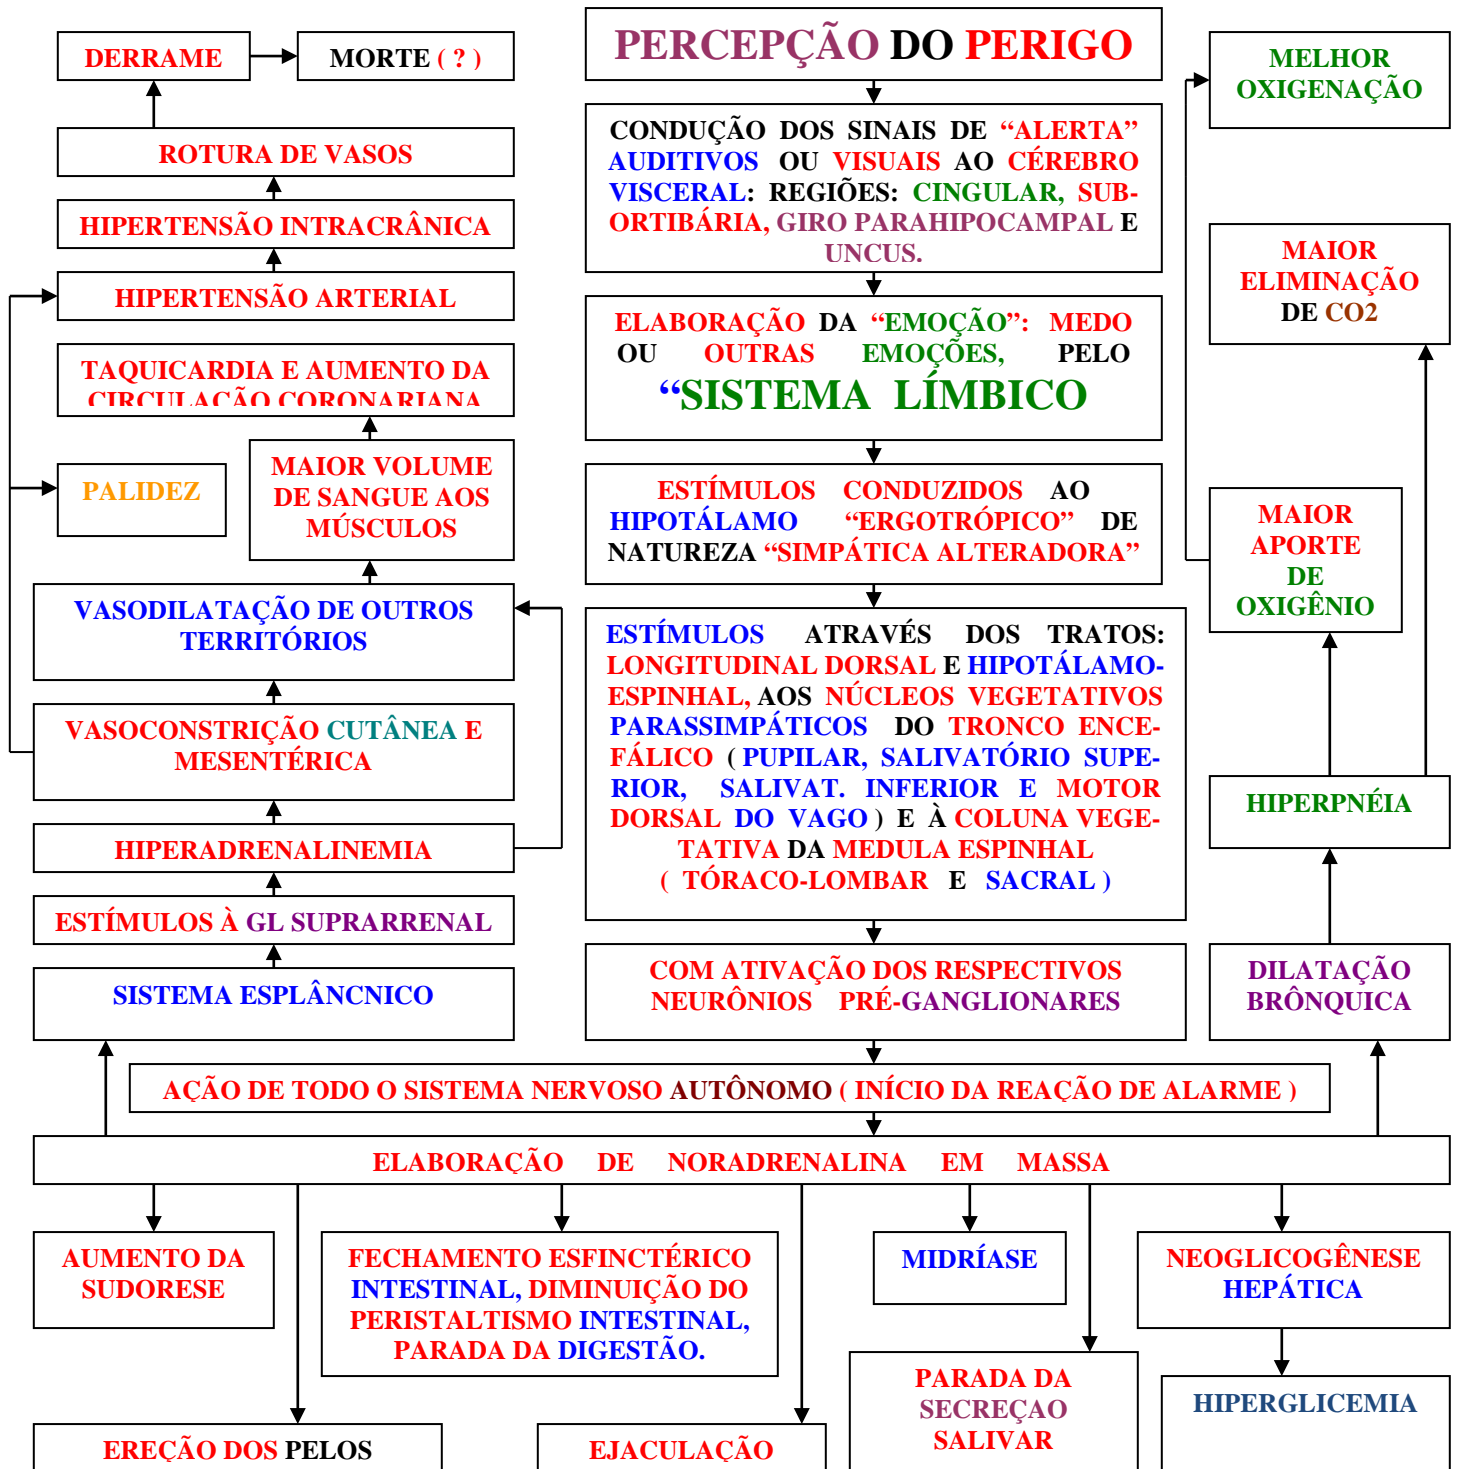 PERCEPÇÃO DO PERIGO
CONDUÇÃO DOS SINAIS DE “ALERTA”
AUDITIVOS OU VISUAIS AO CÉREBRO
VISCERAL: REGIÕES: CINGULAR, SUB-
ORTIBÁRIA, GIRO PARAHIPOCAMPAL E
UNCUS.
ELABORAÇÃO DA “EMOÇÃO”: MEDO
OU OUTRAS EMOÇÕES, PELO
“SISTEMA LÍMBICO
ESTÍMULOS CONDUZIDOS AO
HIPOTÁLAMO “ERGOTRÓPICO” DE
NATUREZA “SIMPÁTICA ALTERADORA”
ESTÍMULOS ATRAVÉS DOS TRATOS:
LONGITUDINAL DORSAL E HIPOTÁLAMO-
ESPINHAL, AOS NÚCLEOS VEGETATIVOS
PARASSIMPÁTICOS DO TRONCO ENCE-
FÁLICO ( PUPILAR, SALIVATÓRIO SUPE-
RIOR, SALIVAT. INFERIOR E MOTOR
DORSAL DO VAGO ) E À COLUNA VEGE-
TATIVA DA MEDULA ESPINHAL
( TÓRACO-LOMBAR E SACRAL )
COM ATIVAÇÃO DOS RESPECTIVOS
NEURÔNIOS PRÉ-GANGLIONARES
AÇÃO DE TODO O SISTEMA NERVOSO AUTÔNOMO ( INÍCIO DA REAÇÃO DE ALARME )
ELABORAÇÃO DE NORADRENALINA EM MASSA
DERRAME
MORTE ( ? )
ROTURA DE VASOS
HIPERTENSÃO INTRACRÂNICA
HIPERTENSÃO ARTERIAL
TAQUICARDIA E AUMENTO DA
CIRCULAÇÃO CORONARIANA
PALIDEZ
MAIOR VOLUME
DE SANGUE AOS
MÚSCULOS
VASODILATAÇÃO DE OUTROS
TERRITÓRIOS
VASOCONSTRIÇÃO CUTÂNEA E
MESENTÉRICA
HIPERADRENALINEMIA
ESTÍMULOS À GL SUPRARRENAL
SISTEMA ESPLÂNCNICO
MELHOR
OXIGENAÇÃO
MAIOR
ELIMINAÇÃO
DE CO2
MAIOR
APORTE
DE
OXIGÊNIO
HIPERPNÉIA
DILATAÇÃO
BRÔNQUICA
AUMENTO DA
SUDORESE
FECHAMENTO ESFINCTÉRICO
INTESTINAL, DIMINUIÇÃO DO
PERISTALTISMO INTESTINAL,
PARADA DA DIGESTÃO.
MIDRÍASE
NEOGLICOGÊNESE
HEPÁTICA
EREÇÃO DOS PELOS
EJACULAÇÃO
PARADA DA
SECREÇAO
SALIVAR
HIPERGLICEMIA